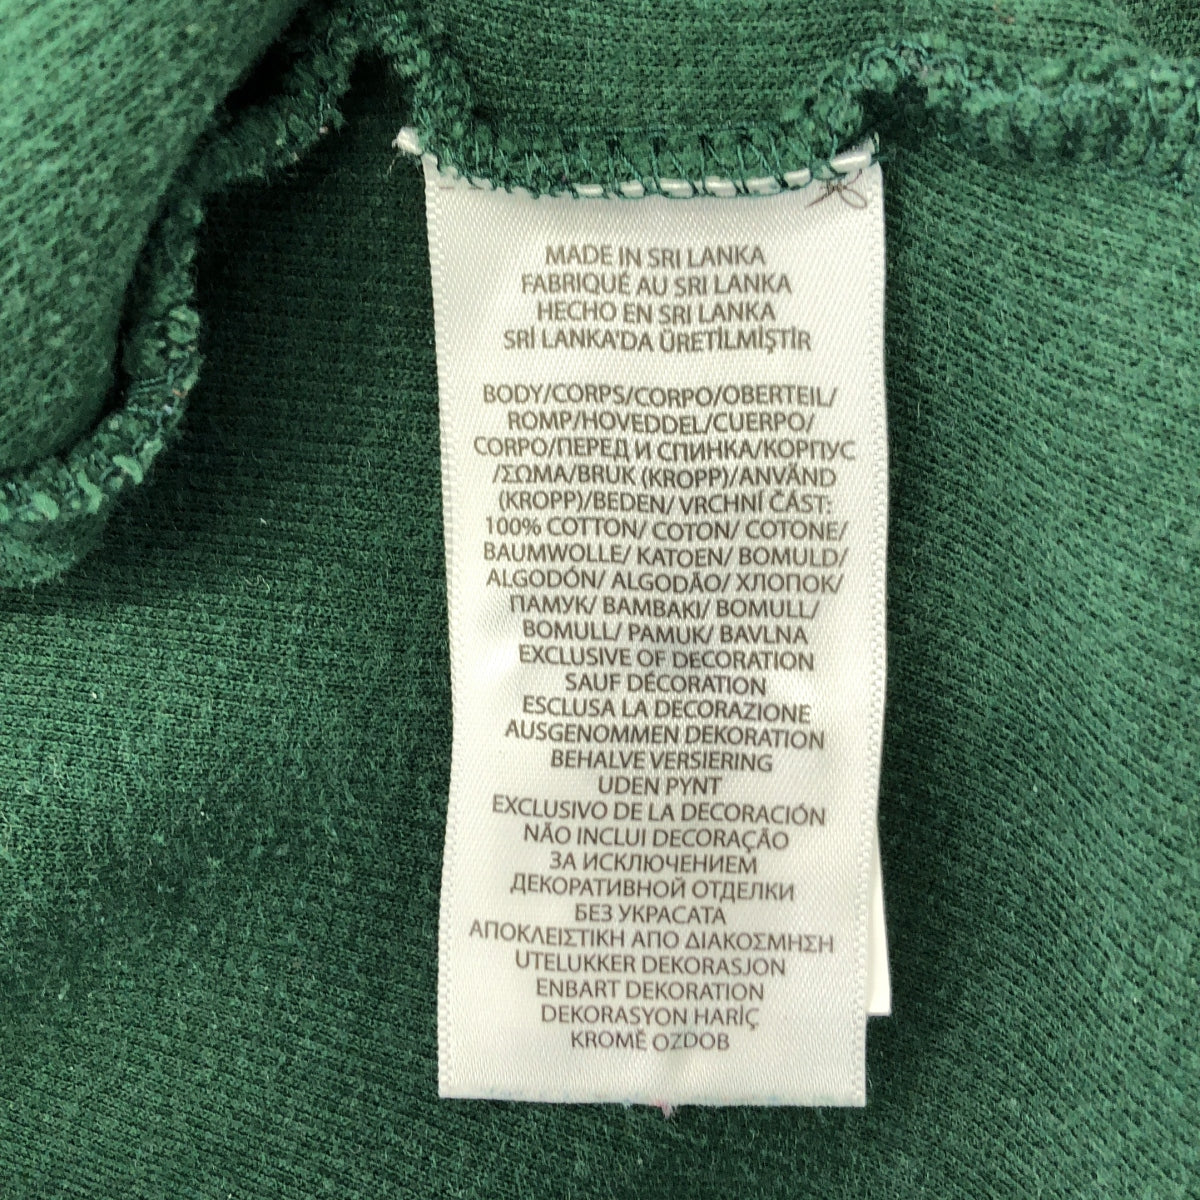 MADE IN SRI LANKA
FABRIQUÉ AU SRI LANKA
HECHO EN SRI LANKA
SRİ LANKA'DA ÜRETİLMİŞTİR
BODY/CORPS/CORPO/OBERTEIL/
ROMP/HOVEDDEL/CUERPO/
CORPO/ПЕРЕД И СПИНКА/КОРПУС
/ΣΩΜΑ/BRUK (KROPP)/ANVÄND
(KROPP)/BEDEN/ VRCHNÍ ČÁST:
100% COTTON/ COTON/ COTONE/
BAUMWOLLE/ KATOEN/ BOMULD/
ALGODÓN/ ALGODÃO/ ХЛОПОК/
ПАМУК/ ΒΑΜΒΑΚΙ/ BOMULL/
BOMULL/ PAMUK/ BAVLNA
EXCLUSIVE OF DECORATION
SAUF DÉCORATION
ESCLUSA LA DECORAZIONE
AUSGENOMMEN DEKORATION
BEHALVE VERSIERING
UDEN PYNT
EXCLUSIVO DE LA DECORACIÓN
NÃO INCLUI DECORAÇÃO
ЗА ИСКЛЮЧЕНИЕМ
ДЕКОРАТИВНОЙ ОТДЕЛКИ
БЕЗ УКРАСАТА
ΑΠΟΚΛΕΙΣΤΙΚΗ ΑΠΟ ΔΙΑΚΟΣΜΗΣΗ
UTELUKKER DEKORASJON
ENBART DEKORATION
DEKORASYON HARİÇ
KROMĚ OZDOB